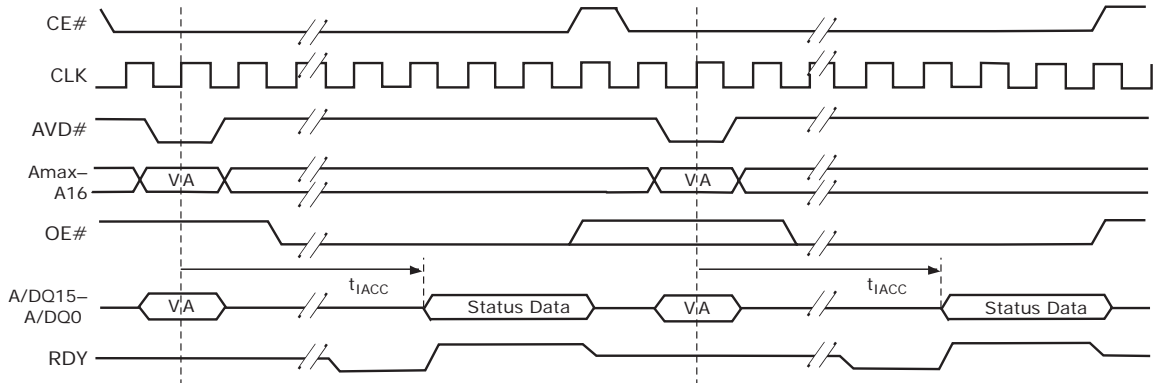 CE#
CLK
AVD#
Amax–
A16
VA
VA
OE#
tIACC
tIACC
A/DQ15–
A/DQ0
VA
Status Data
VA
Status Data
RDY